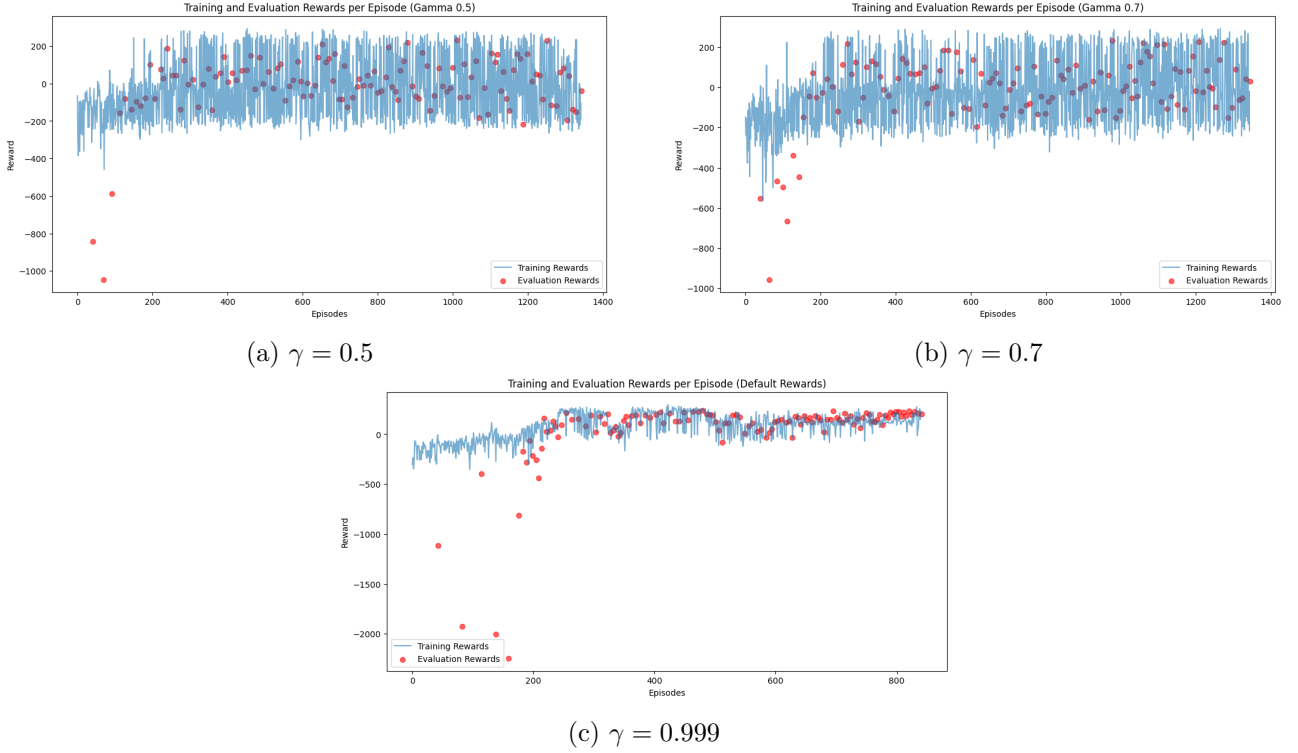 Training and Evaluation Rewards per Episode (Gamma 0.5)
200
0
−200
−400
−600
−800
−1000
Reward
0 200 400 600 800 1000 1200 1400
Episodes
Training Rewards
Evaluation Rewards
(a) γ = 0.5
Training and Evaluation Rewards per Episode (Gamma 0.7)
200
0
−200
−400
−600
−800
−1000
Reward
0 200 400 600 800 1000 1200 1400
Episodes
Training Rewards
Evaluation Rewards
(b) γ = 0.7
Training and Evaluation Rewards per Episode (Default Rewards)
0
−500
−1000
−1500
−2000
Reward
0 200 400 600 800
Episodes
Training Rewards
Evaluation Rewards
(c) γ = 0.999